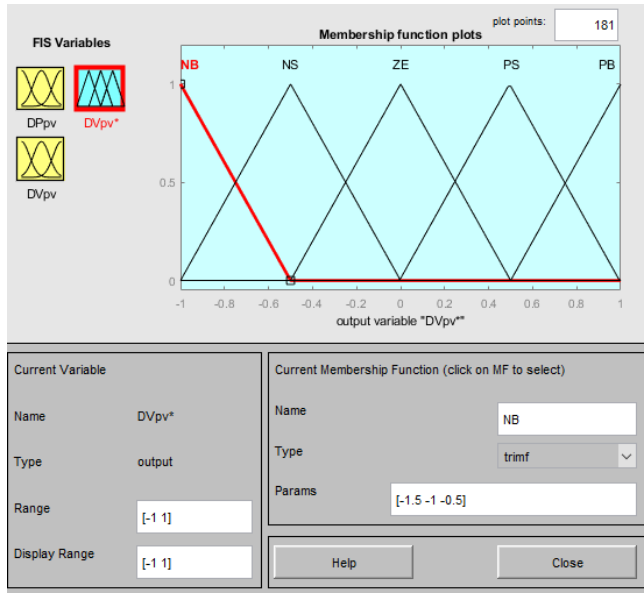 FIS Variables
Membership function plots
plot points:
181
DPpv
DVpv*
DVpv
NB
NS
ZE
PS
PB
1
0.5
0
-1 -0.8 -0.6 -0.4 -0.2 0 0.2 0.4 0.6 0.8 1
output variable "DVpv*"
Current Variable
Name DVpv*
Type output
Range [-1 1]
Display Range [-1 1]
Current Membership Function (click on MF to select)
Name NB
Type trimf
Params [-1.5 -1 -0.5]
Help Close